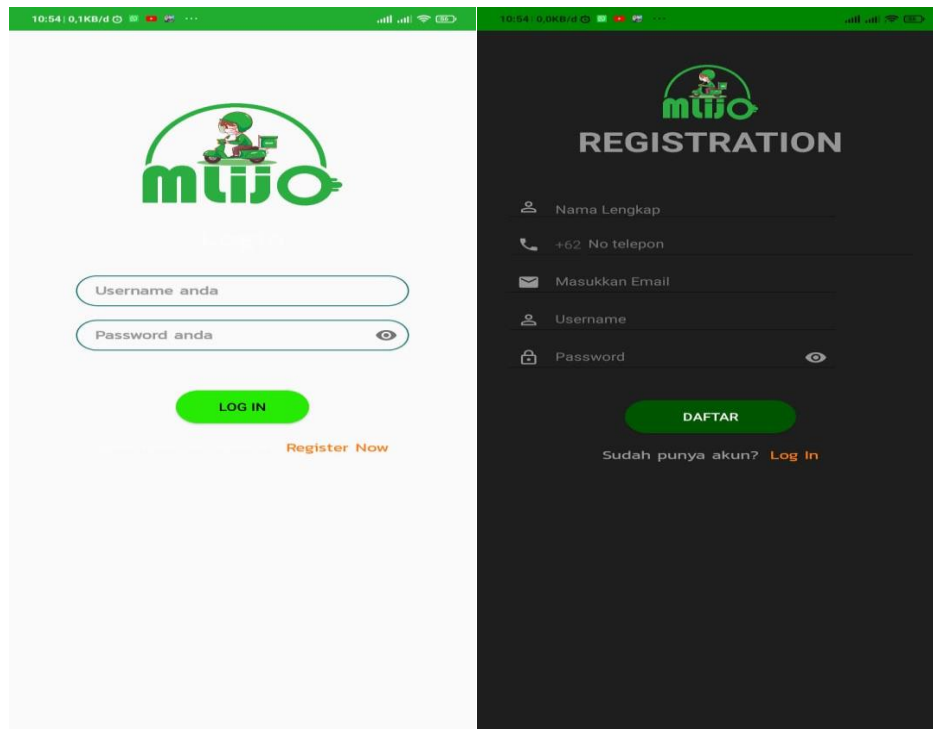 10:54 | 0,1KB/d
mlijo
Username anda
Password anda
LOG IN
Register Now
10:54 | 0,0KB/d
mlijo
REGISTRATION
Nama Lengkap
+62 No telepon
Masukkan Email
Username
Password
DAFTAR
Sudah punya akun? Log In